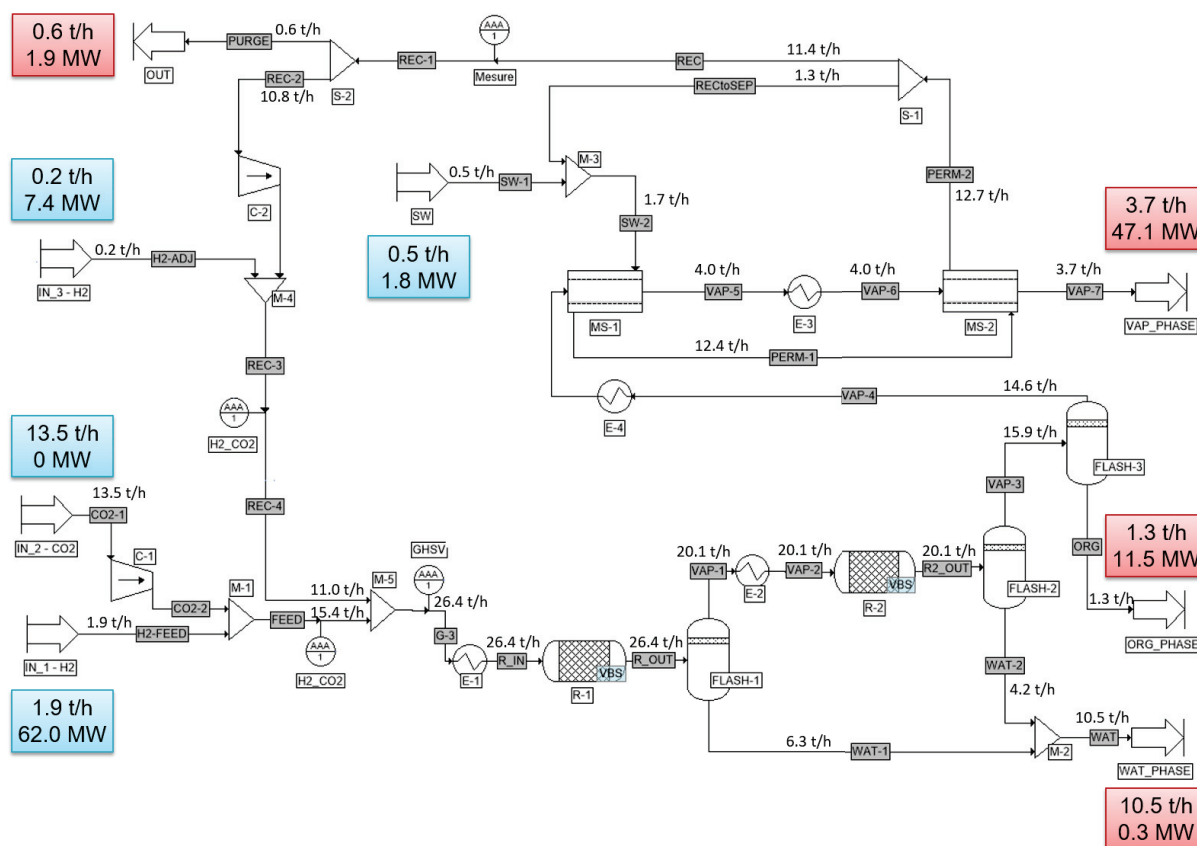 0.6 t/h
1.9 MW
OUT
PURGE
0.6 t/h
REC-2
10.8 t/h
S-2
REC-1
AAA
1
Mesure
REC
11.4 t/h
RECtoSEP
1.3 t/h
S-1
PERM-2
12.7 t/h
C-2
0.2 t/h
7.4 MW
0.2 t/h
H2-ADJ
IN_3 - H2
M-4
SW
0.5 t/h
SW-1
M-3
1.7 t/h
SW-2
0.5 t/h
1.8 MW
MS-1
4.0 t/h
VAP-5
E-3
4.0 t/h
VAP-6
MS-2
3.7 t/h
VAP-7
VAP_PHASE
3.7 t/h
47.1 MW
12.4 t/h
PERM-1
REC-3
AAA
1
H2_CO2
REC-4
E-4
VAP-4
14.6 t/h
15.9 t/h
FLASH-3
VAP-3
13.5 t/h
0 MW
13.5 t/h
CO2-1
IN_2 - CO2
C-1
CO2-2
M-1
1.9 t/h
H2-FEED
IN_1 - H2
FEED
15.4 t/h
AAA
1
H2_CO2
11.0 t/h
M-5
GHSV
AAA
1
26.4 t/h
G-3
E-1
26.4 t/h
R_IN
VBS
R-1
26.4 t/h
R_OUT
FLASH-1
VAP-1
20.1 t/h
E-2
20.1 t/h
VAP-2
VBS
R-2
20.1 t/h
R2_OUT
FLASH-2
ORG
1.3 t/h
11.5 MW
1.3 t/h
ORG_PHASE
WAT-2
4.2 t/h
6.3 t/h
WAT-1
M-2
10.5 t/h
WAT
WAT_PHASE
1.9 t/h
62.0 MW
10.5 t/h
0.3 MW